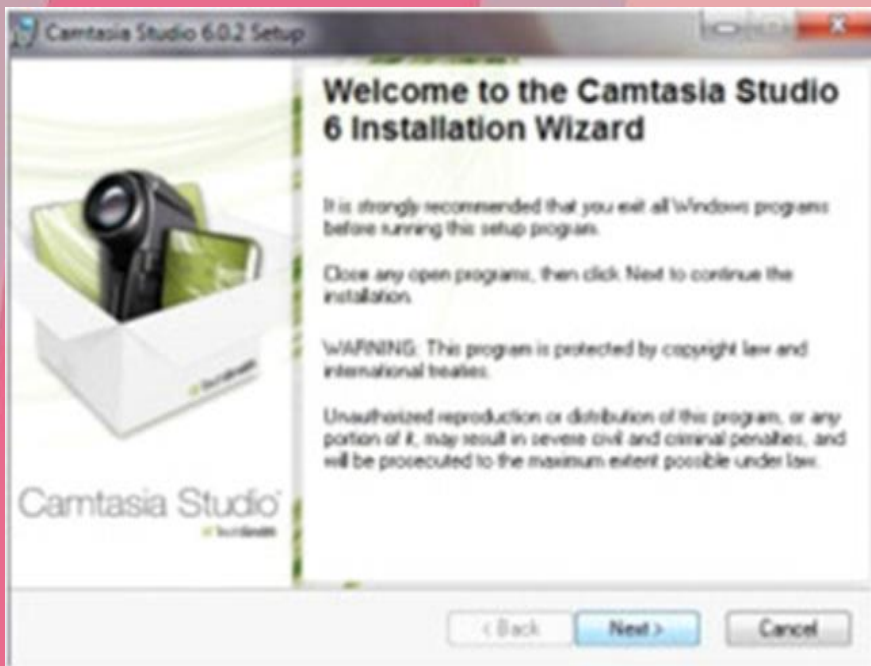 Camtasia Studio 6.0.2 Setup
Welcome to the Camtasia Studio
6 Installation Wizard
It is strongly recommended that you exit all Windows programs
before running this setup program.
Close any open programs, then click Next to continue the
installation.
WARNING: This program is protected by copyright law and
international treaties.
Unauthorized reproduction or distribution of this program, or any
portion of it, may result in severe civil and criminal penalties, and
will be prosecuted to the maximum extent possible under law.
TechSmith
Camtasia Studio
TechSmith
< Back
Next >
Cancel